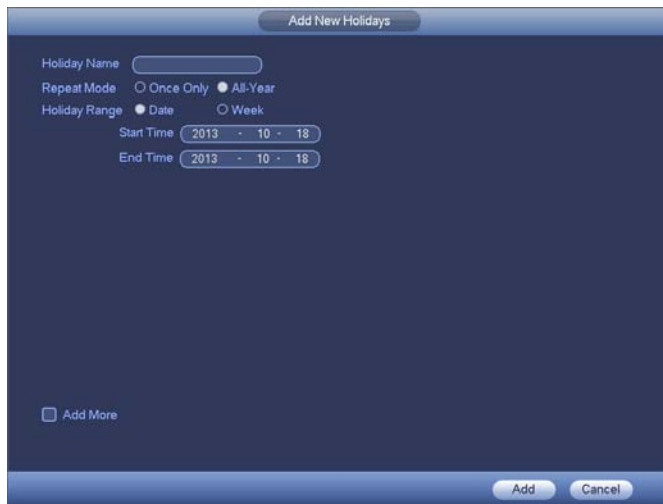 Add New Holidays
Holiday Name
Repeat Mode Once Only All-Year
Holiday Range Date Week
Start Time 2013 - 10 - 18
End Time 2013 - 10 - 18
Add More
Add Cancel